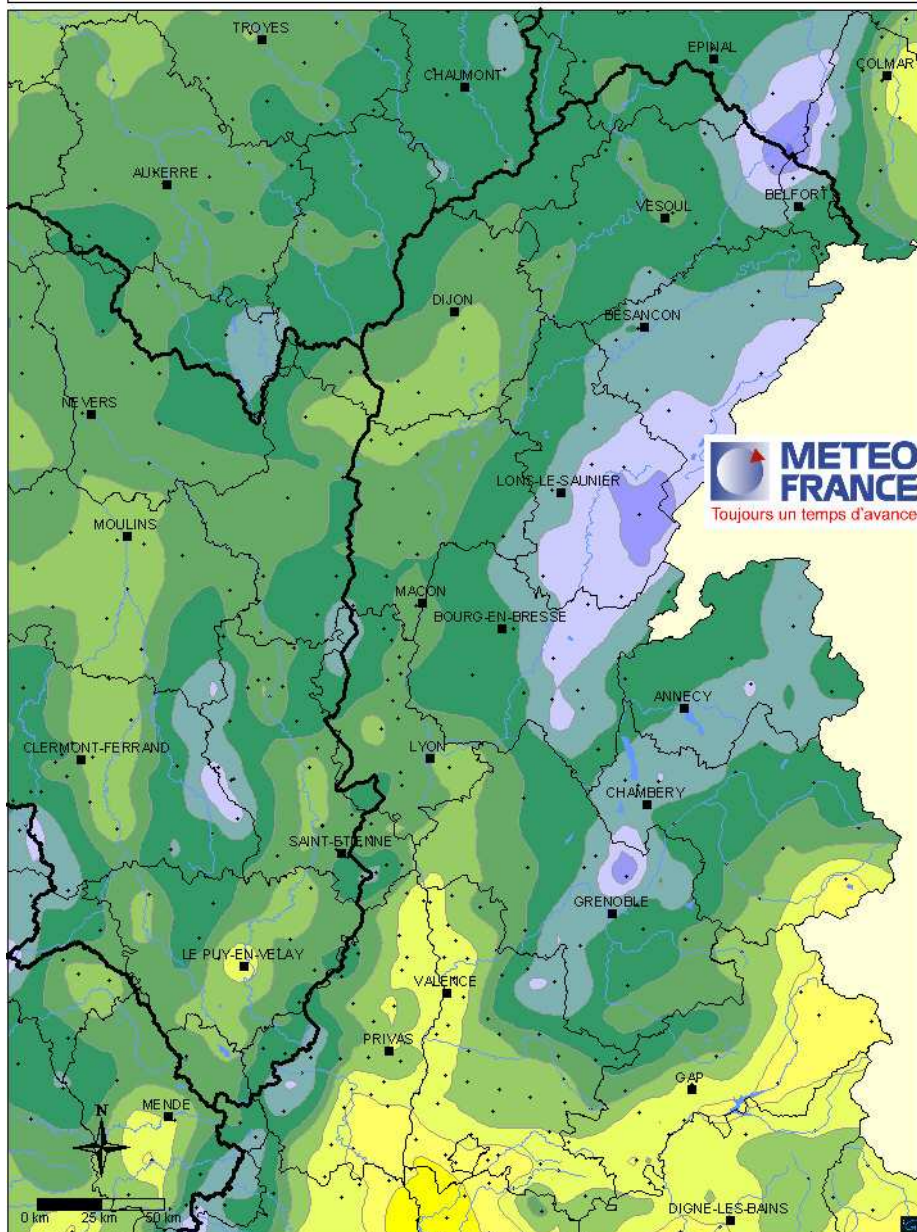 TROYES
EPINAL
COLMAR
CHAUMONT
AUXERRE
BELFORT
VESOUL
DIJON
BESANCON
NEVERS
METEO
FRANCE
Toujours un temps d'avance
LONS-LE-SAUNIER
MOULINS
MACON
BOURG-EN-BRESSE
ANNECY
CLERMONT-FERRAND
LYON
CHAMBERY
SAINT-ETIENNE
GRENOBLE
LE PUY-EN-VELAY
VALENCE
PRIVAS
GAP
MENDE
N
0 km 25 km 50 km
DIGNE-LES-BAINS